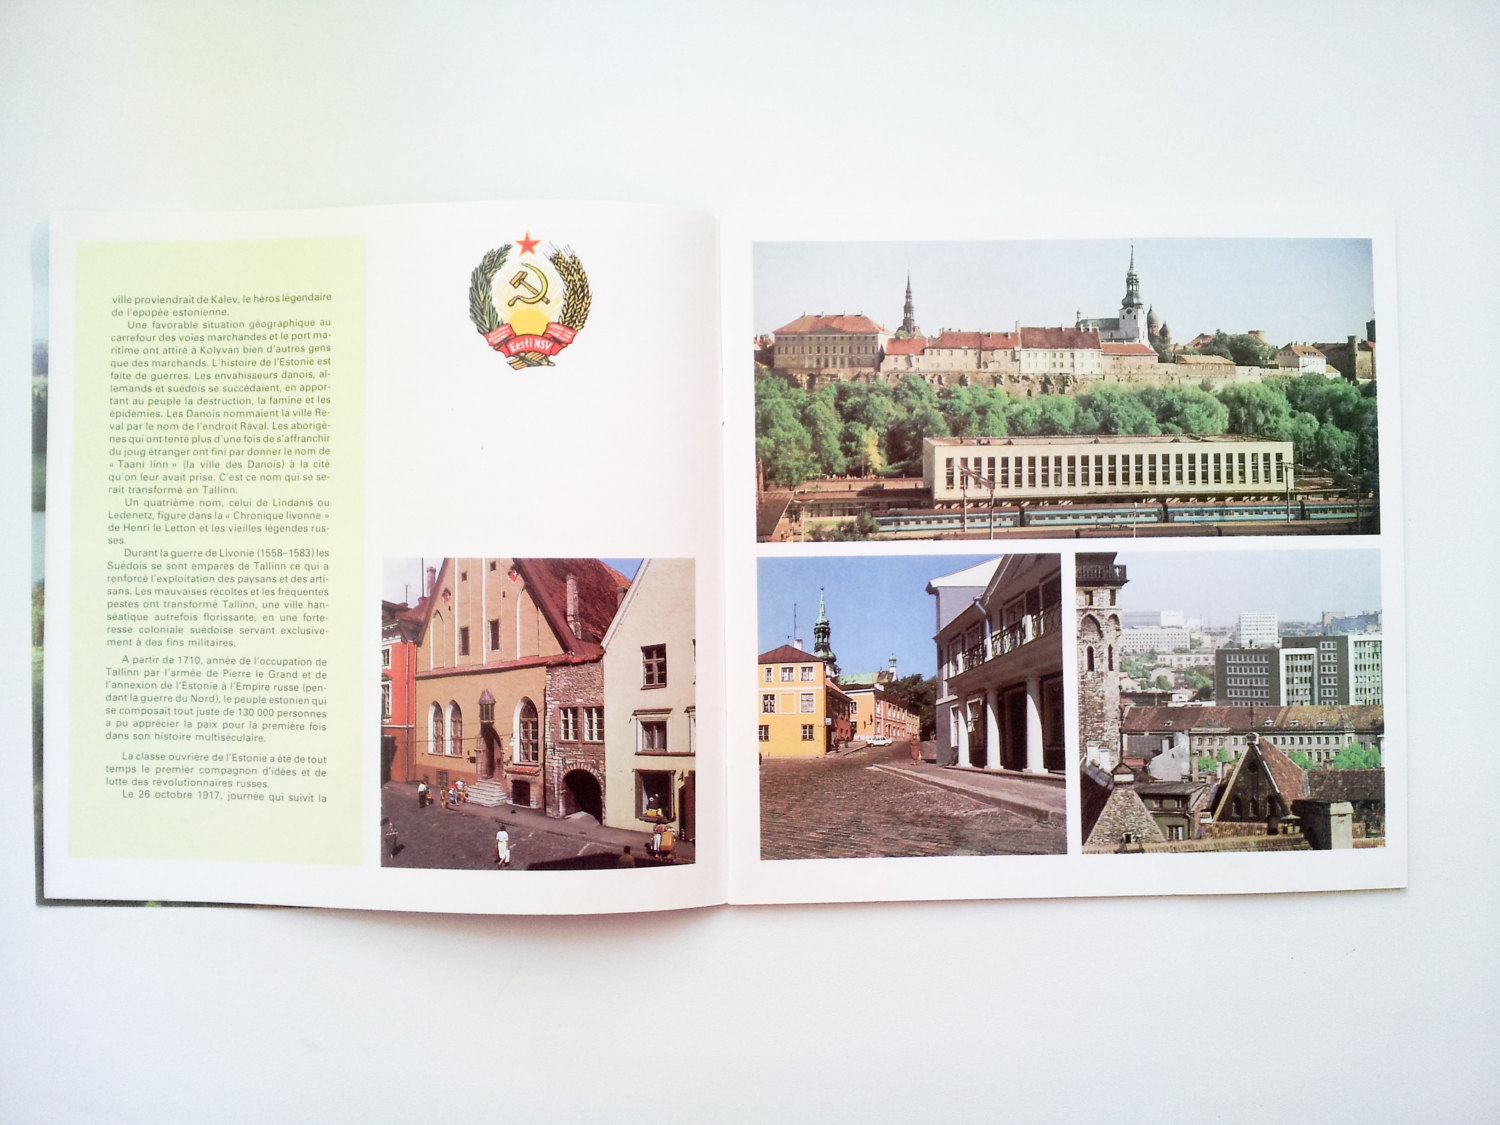 ville proviendrait de Kalev, le héros légendaire
de l'épopée estonienne.
Une favorable situation géographique au
carrefour des voies marchandes et le port ma-
ritime ont attiré à Kolyvan bien d'autres gens
que des marchands. L'histoire de l'Estonie est
faite de guerres. Les envahisseurs danois, al-
lemands et suédois se succédaient, en appor-
tant au peuple la destruction, la famine et les
épidémies. Les Danois nommaient la ville Re-
val par le nom de l'endroit Räval. Les aborigè-
nes qui ont tenté plus d'une fois de s'affranchir
du joug étranger ont fini par donner le nom de
« Taani linn » (la ville des Danois) à la cité
qu'on leur avait prise. C'est ce nom qui se se-
rait transformé en Tallinn.
Un quatrième nom, celui de Lindanis ou
Ledenetz, figure dans la « Chronique livonne »
de Henri le Letton et les vieilles légendes rus-
ses.
Durant la guerre de Livonie (1558–1583) les
Suédois se sont emparés de Tallinn ce qui a
renforcé l'exploitation des paysans et des arti-
sans. Les mauvaises récoltes et les fréquentes
pestes ont transformé Tallinn, une ville han-
séatique autrefois florissante, en une forte-
resse coloniale suédoise servant exclusive-
ment à des fins militaires.
A partir de 1710, année de l'occupation de
Tallinn par l'armée de Pierre le Grand et de
l'annexion de l'Estonie à l'Empire russe (pen-
dant la guerre du Nord), le peuple estonien qui
se composait tout juste de 130 000 personnes
a pu apprécier la paix pour la première fois
dans son histoire multiséculaire.
La classe ouvrière de l'Estonie a été de tout
temps le premier compagnon d'idées et de
lutte des révolutionnaires russes.
Le 26 octobre 1917, journée qui suivit la
Eesti NSV